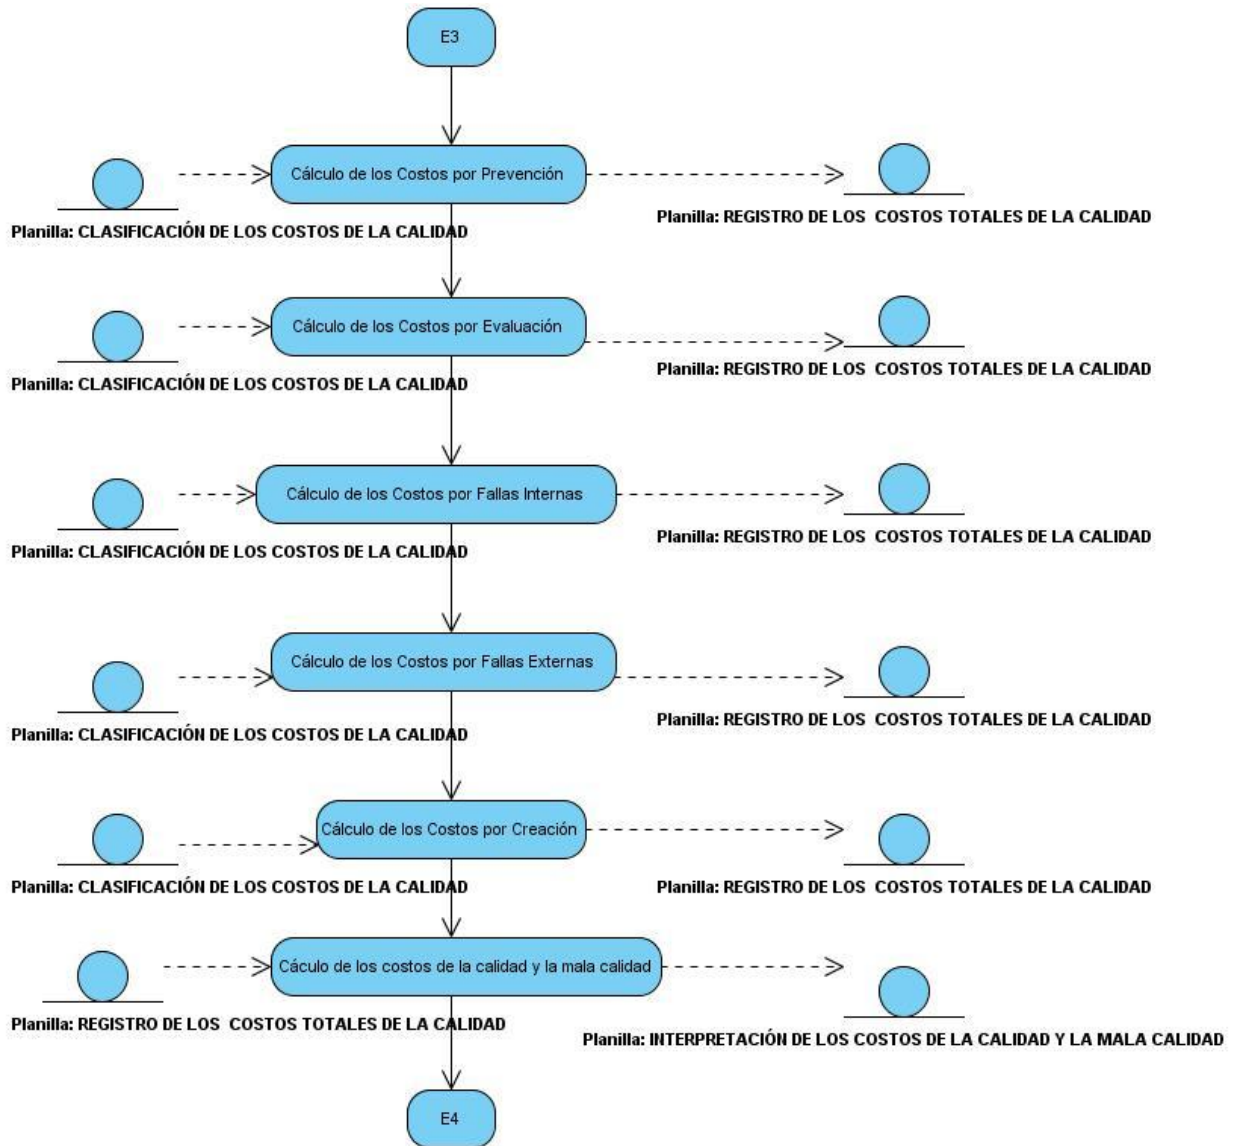 E3
Cálculo de los Costos por Prevención
Planilla: CLASIFICACIÓN DE LOS COSTOS DE LA CALIDAD
Planilla: REGISTRO DE LOS COSTOS TOTALES DE LA CALIDAD
Cálculo de los Costos por Evaluación
Planilla: CLASIFICACIÓN DE LOS COSTOS DE LA CALIDAD
Planilla: REGISTRO DE LOS COSTOS TOTALES DE LA CALIDAD
Cálculo de los Costos por Fallas Internas
Planilla: CLASIFICACIÓN DE LOS COSTOS DE LA CALIDAD
Planilla: REGISTRO DE LOS COSTOS TOTALES DE LA CALIDAD
Cálculo de los Costos por Fallas Externas
Planilla: CLASIFICACIÓN DE LOS COSTOS DE LA CALIDAD
Planilla: REGISTRO DE LOS COSTOS TOTALES DE LA CALIDAD
Cálculo de los Costos por Creación
Planilla: CLASIFICACIÓN DE LOS COSTOS DE LA CALIDAD
Planilla: REGISTRO DE LOS COSTOS TOTALES DE LA CALIDAD
Cáculo de los costos de la calidad y la mala calidad
Planilla: REGISTRO DE LOS COSTOS TOTALES DE LA CALIDAD
Planilla: INTERPRETACIÓN DE LOS COSTOS DE LA CALIDAD Y LA MALA CALIDAD
E4